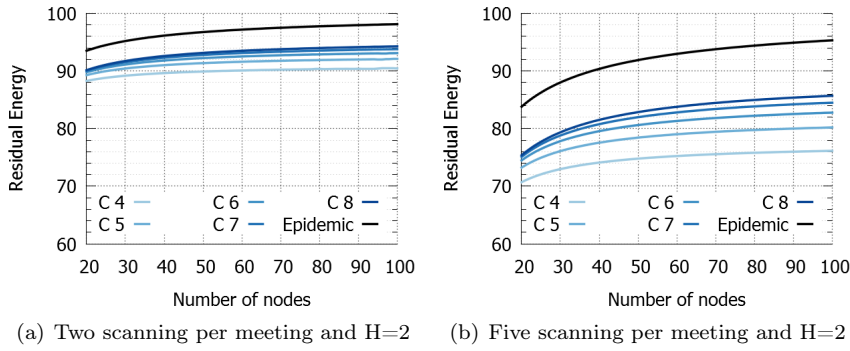 100
90
80
70
60
Residual Energy
C 4 C 6 C 8
C 5 C 7 Epidemic
20 30 40 50 60 70 80 90 100
Number of nodes
(a) Two scanning per meeting and H=2
100
90
80
70
60
Residual Energy
C 4 C 6 C 8
C 5 C 7 Epidemic
20 30 40 50 60 70 80 90 100
Number of nodes
(b) Five scanning per meeting and H=2